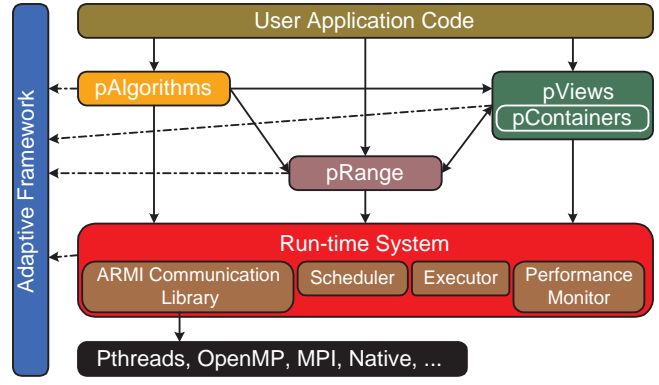 User Application Code
Adaptive Framework
pAlgorithms
pViews
pContainers
pRange
Run-time System
ARMI Communication
Library
Scheduler
Executor
Performance
Monitor
Pthreads, OpenMP, MPI, Native, ...